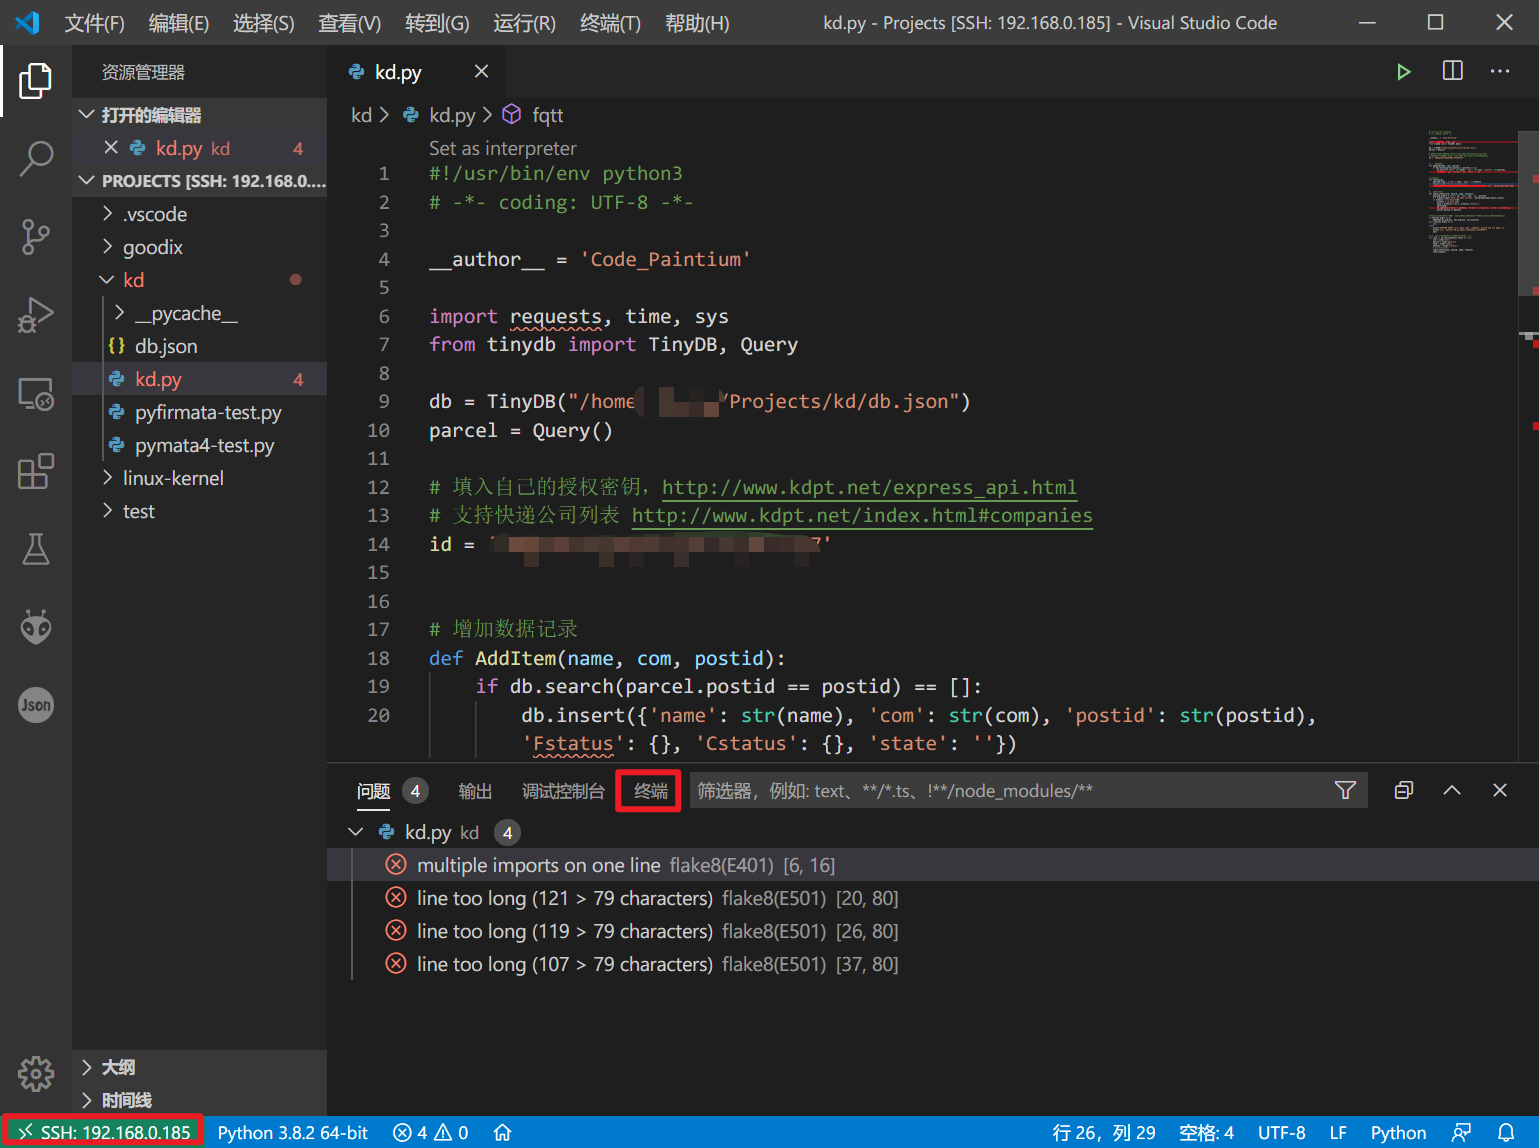 文件(F) 编辑(E) 选择(S) 查看(V) 转到(G) 运行(R) 终端(T) 帮助(H) kd.py - Projects [SSH: 192.168.0.185] - Visual Studio Code
资源管理器
打开的编辑器
kd.py kd 4
PROJECTS [SSH: 192.168.0....
.vscode
goodix
kd
__pycache__
db.json
kd.py 4
pyfirmata-test.py
pymata4-test.py
linux-kernel
test
大纲
时间线
Json
kd.py
kd > kd.py > fqtt
Set as interpreter
1 #!/usr/bin/env python3
2 # -*- coding: UTF-8 -*-
3
4 __author__ = 'Code_Paintium'
5
6 import requests, time, sys
7 from tinydb import TinyDB, Query
8
9 db = TinyDB("/home /Projects/kd/db.json")
10 parcel = Query()
11
12 # 填入自己的授权密钥，http://www.kdpt.net/express_api.html
13 # 支持快递公司列表 http://www.kdpt.net/index.html#companies
14 id = '
15
16
17 # 增加数据记录
18 def AddItem(name, com, postid):
19 if db.search(parcel.postid == postid) == []:
20 db.insert({'name': str(name), 'com': str(com), 'postid': str(postid),
'Fstatus': {}, 'Cstatus': {}, 'state': ''})
问题 4 输出 调试控制台 终端 筛选器，例如: text、**/*.ts、!**/node_modules/**
kd.py kd 4
multiple imports on one line flake8(E401) [6, 16]
line too long (121 > 79 characters) flake8(E501) [20, 80]
line too long (119 > 79 characters) flake8(E501) [26, 80]
line too long (107 > 79 characters) flake8(E501) [37, 80]
SSH: 192.168.0.185 Python 3.8.2 64-bit 4 0 行 26，列 29 空格: 4 UTF-8 LF Python